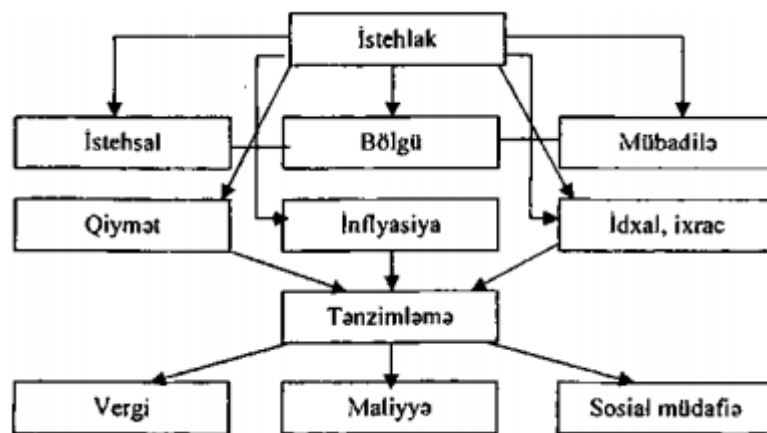 İstehlak
İstehsal
Bölgü
Mübadilə
Qiymət
İnflyasiya
İdxal, ixrac
Tənzimləmə
Vergi
Maliyyə
Sosial müdafiə